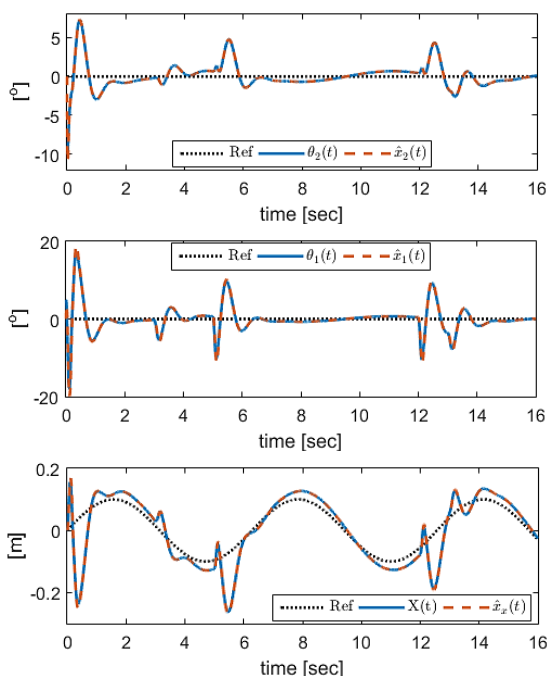 5
0
-5
-10
[°]
Ref θ₂(t) x̂₂(t)
0 2 4 6 8 10 12 14 16
time [sec]
20
0
-20
[°]
Ref θ₁(t) x̂₁(t)
0 2 4 6 8 10 12 14 16
time [sec]
0.2
0
-0.2
[m]
Ref X(t) x̂ₓ(t)
0 2 4 6 8 10 12 14 16
time [sec]